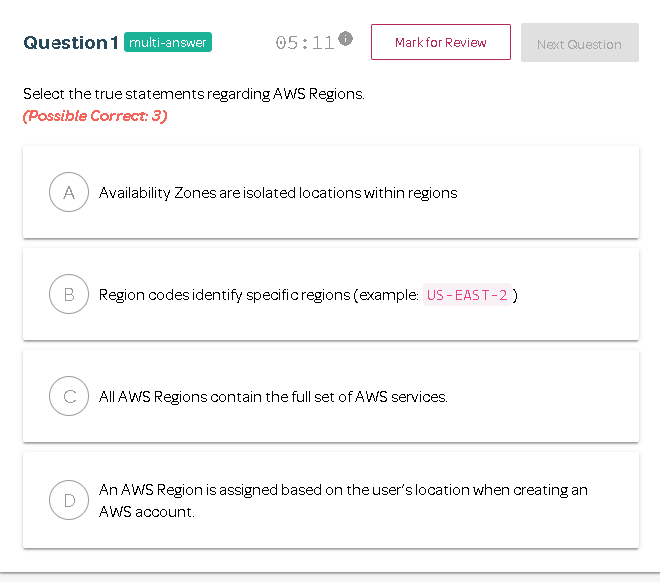 Question 1 multi-answer 05:11 Mark for Review Next Question
Select the true statements regarding AWS Regions.
(Possible Correct: 3)
A Availability Zones are isolated locations within regions
B Region codes identify specific regions (example: US-EAST-2 )
C All AWS Regions contain the full set of AWS services.
D An AWS Region is assigned based on the user's location when creating an
AWS account.